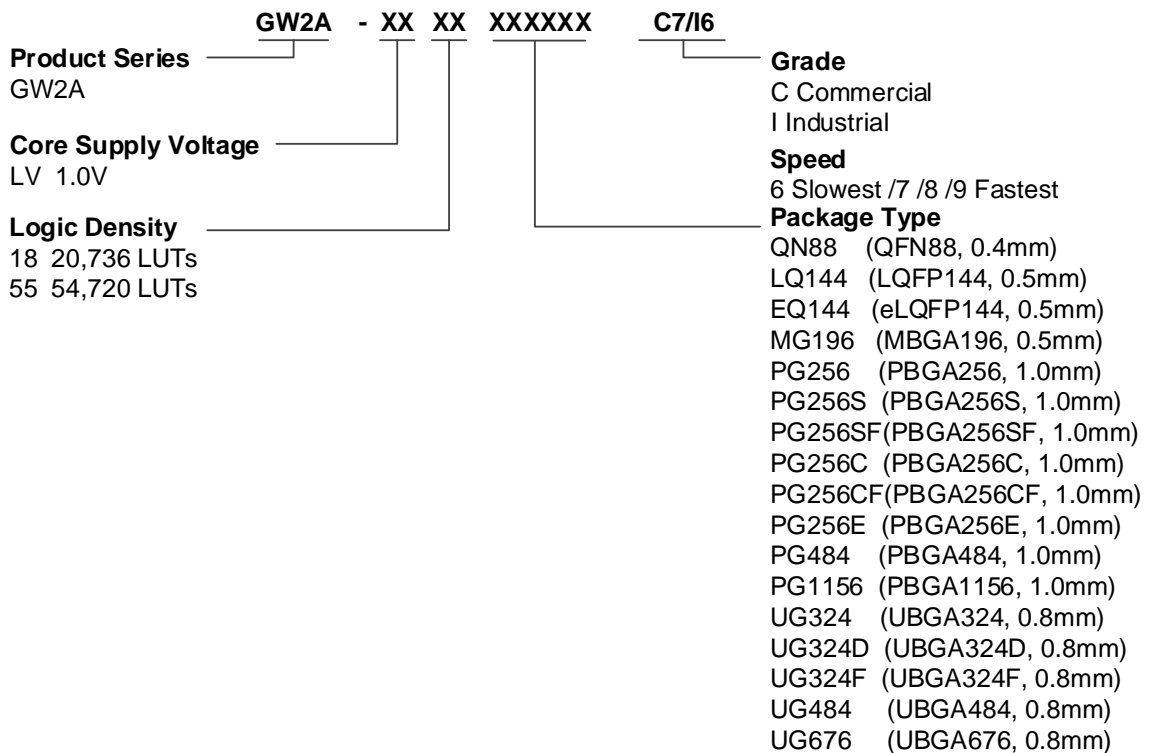 GW2A - XX XX XXXXXX C7/I6
Product Series
GW2A
Core Supply Voltage
LV 1.0V
Logic Density
18 20,736 LUTs
55 54,720 LUTs
Grade
C Commercial
I Industrial
Speed
6 Slowest /7 /8 /9 Fastest
Package Type
QN88 (QFN88, 0.4mm)
LQ144 (LQFP144, 0.5mm)
EQ144 (eLQFP144, 0.5mm)
MG196 (MBGA196, 0.5mm)
PG256 (PBGA256, 1.0mm)
PG256S (PBGA256S, 1.0mm)
PG256SF(PBGA256SF, 1.0mm)
PG256C (PBGA256C, 1.0mm)
PG256CF(PBGA256CF, 1.0mm)
PG256E (PBGA256E, 1.0mm)
PG484 (PBGA484, 1.0mm)
PG1156 (PBGA1156, 1.0mm)
UG324 (UBGA324, 0.8mm)
UG324D (UBGA324D, 0.8mm)
UG324F (UBGA324F, 0.8mm)
UG484 (UBGA484, 0.8mm)
UG676 (UBGA676, 0.8mm)